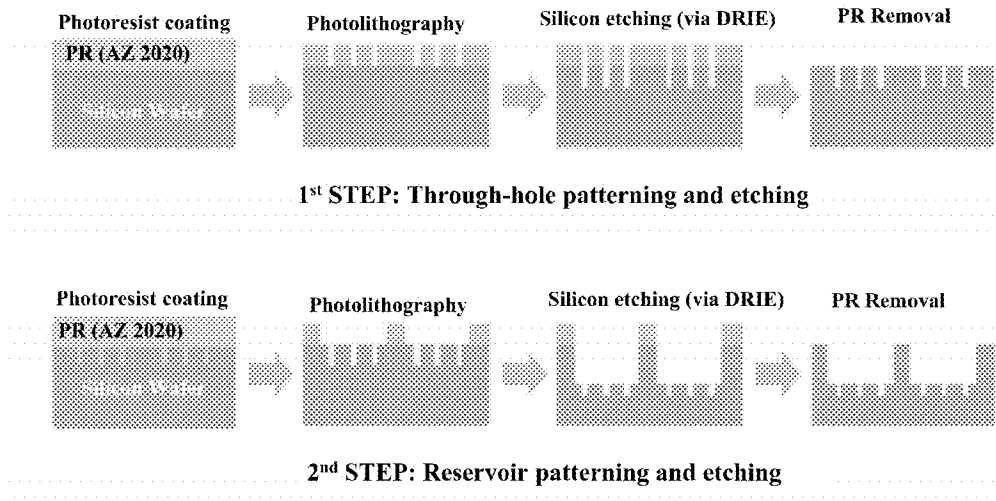 Photoresist coating
Photolithography
Silicon etching (via DRIE)
PR Removal
PR (AZ 2020)
Silicon Wafer
1st STEP: Through-hole patterning and etching
Photoresist coating
Photolithography
Silicon etching (via DRIE)
PR Removal
PR (AZ 2020)
Silicon Wafer
2nd STEP: Reservoir patterning and etching